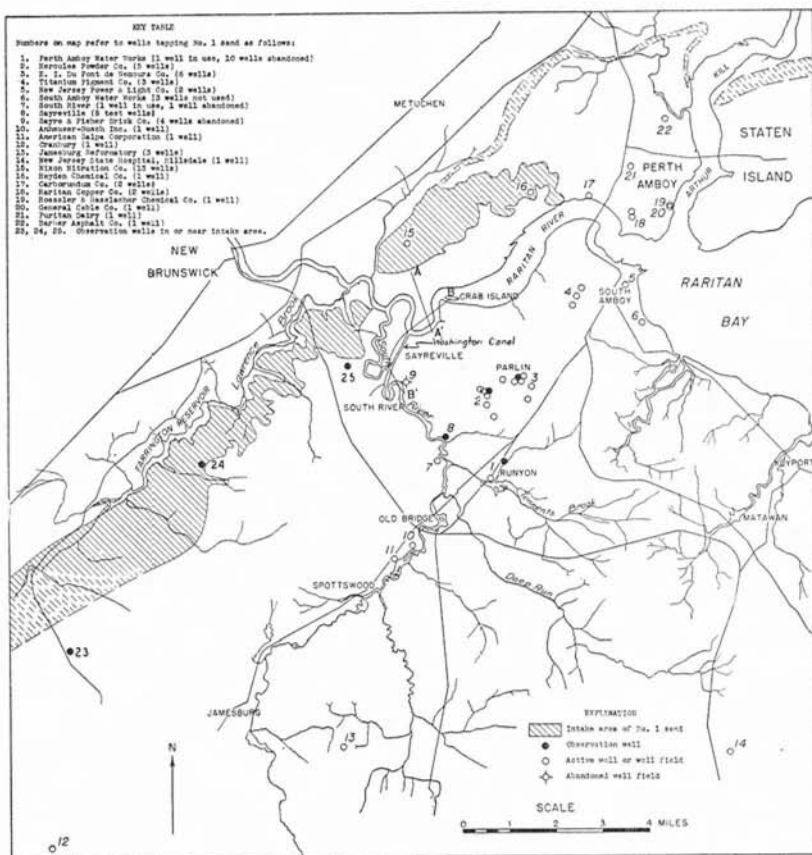 KEY TABLE
Numbers on map refer to wells tapping No. 1 sand as follows:
1. Perth Amboy Water Works (1 well in use, 10 wells abandoned)
2. Hercules Powder Co. (5 wells)
3. E. I. Du Pont de Nemours Co. (6 wells)
4. Titanium Pigment Co. (3 wells)
5. New Jersey Power & Light Co. (2 wells)
6. South Amboy Water Works (3 wells not used)
7. South River (1 well in use, 1 well abandoned)
8. Sayreville (8 test wells)
9. Sayre & Fisher Brick Co. (4 wells abandoned)
10. Anheuser-Busch Inc. (1 well)
11. American Salpa Corporation (1 well)
12. Cranbury (1 well)
13. Jamesburg Reformatory (3 wells)
14. New Jersey State Hospital, Hillsdale (1 well)
15. Nixon Nitration Co. (13 wells)
16. Heyden Chemical Co. (1 well)
17. Carborundum Co. (2 wells)
18. Raritan Copper Co. (2 wells)
19. Roessler & Hasslacher Chemical Co. (1 well)
20. General Cable Co. (1 well)
21. Puritan Dairy (1 well)
22. Barber Asphalt Co. (1 well)
23, 24, 25. Observation wells in or near intake area.
METUCHEN
KILL
22
STATEN
ISLAND
21
PERTH
AMBOY
ARTHUR
16
17
19
20
18
15
NEW
BRUNSWICK
RARITAN RIVER
A
B
CRAB ISLAND
A'
Washington Canal
4
5
SOUTH
AMBOY
6
RARITAN
BAY
Lawrence Brook
SAYREVILLE
25
9
PARLIN
3
2
SOUTH RIVER
B'
FARRINGTON RESERVOIR
8
24
7
1
RUNYON
KEYPORT
OLD BRIDGE
Brook
MATAWAN
10
11
SPOTTSWOOD
Deep Run
23
JAMESBURG
13
14
12
N
EXPLANATION
Intake area of No. 1 sand
Observation well
Active well or well field
Abandoned well field
SCALE
0 1 2 3 4 MILES